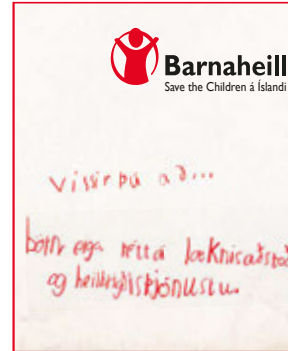 Barnaheill
Save the Children á Íslandi
vissir þú að...
börn eiga rétt á læknisaðstoð
og heilbrigðisþjónustu.